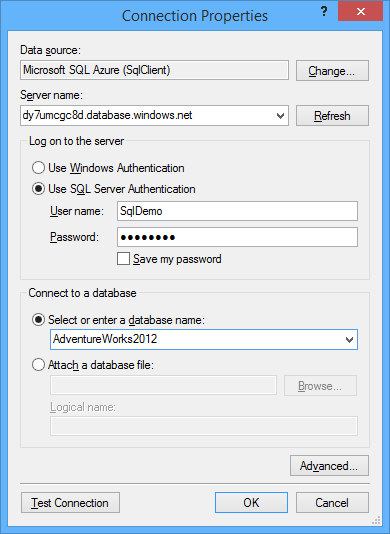 Connection Properties
?
Data source:
Microsoft SQL Azure (SqlClient)
Change...
Server name:
dy7umcgc8d.database.windows.net
Refresh
Log on to the server
Use Windows Authentication
Use SQL Server Authentication
User name:
SqlDemo
Password:
●●●●●●●●
Save my password
Connect to a database
Select or enter a database name:
AdventureWorks2012
Attach a database file:
Browse...
Logical name:
Advanced...
Test Connection
OK
Cancel